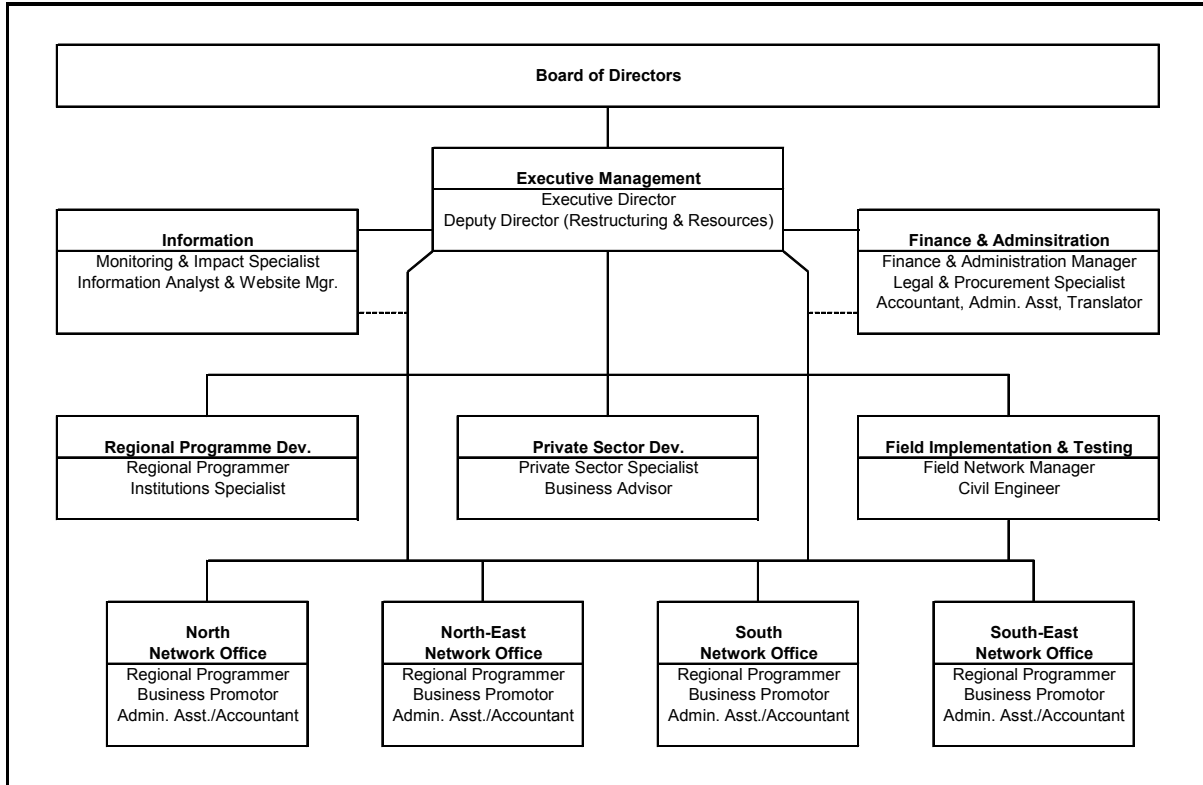 Board of Directors
Executive Management
Executive Director
Deputy Director (Restructuring & Resources)
Information
Monitoring & Impact Specialist
Information Analyst & Website Mgr.
Finance & Adminsitration
Finance & Administration Manager
Legal & Procurement Specialist
Accountant, Admin. Asst, Translator
Regional Programme Dev.
Regional Programmer
Institutions Specialist
Private Sector Dev.
Private Sector Specialist
Business Advisor
Field Implementation & Testing
Field Network Manager
Civil Engineer
North
Network Office
Regional Programmer
Business Promotor
Admin. Asst./Accountant
North-East
Network Office
Regional Programmer
Business Promotor
Admin. Asst./Accountant
South
Network Office
Regional Programmer
Business Promotor
Admin. Asst./Accountant
South-East
Network Office
Regional Programmer
Business Promotor
Admin. Asst./Accountant